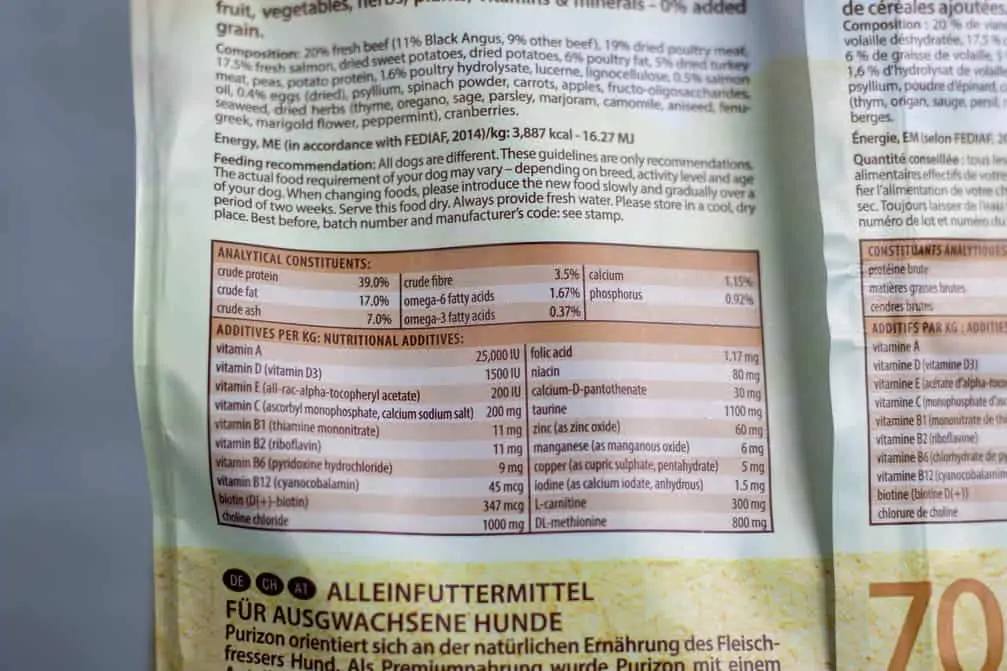 fruit, vegetables, herbs, & minerals - 0% added
grain.
Composition: 20% fresh beef (11% Black Angus, 9% other beef), 19% dried poultry meat,
17.5% fresh salmon, dried sweet potatoes, dried potatoes, 6% poultry fat, 5% dried turkey
meat, peas, potato protein, 1.6% poultry hydrolysate, lucerne, lignocellulose, 0.5% salmon
oil, 0.4% eggs (dried), psyllium, spinach powder, carrots, apples, fructo-oligosaccharides,
seaweed, dried herbs (thyme, oregano, sage, parsley, marjoram, camomile, aniseed, fenu-
greek, marigold flower, peppermint), cranberries.
Energy, ME (in accordance with FEDIAF, 2014)/kg: 3,887 kcal - 16.27 MJ
Feeding recommendation: All dogs are different. These guidelines are only recommendations.
The actual food requirement of your dog may vary – depending on breed, activity level and age
of your dog. When changing foods, please introduce the new food slowly and gradually over a
period of two weeks. Serve this food dry. Always provide fresh water. Please store in a cool, dry
place. Best before, batch number and manufacturer's code: see stamp.
ANALYTICAL CONSTITUENTS:
crude protein 39.0% crude fibre 3.5% calcium 1.15%
crude fat 17.0% omega-6 fatty acids 1.67% phosphorus 0.92%
crude ash 7.0% omega-3 fatty acids 0.37%
ADDITIVES PER KG: NUTRITIONAL ADDITIVES:
vitamin A 25,000 IU folic acid 1.17 mg
vitamin D (vitamin D3) 1500 IU niacin 80 mg
vitamin E (all-rac-alpha-tocopheryl acetate) 200 IU calcium-D-pantothenate 30 mg
vitamin C (ascorbyl monophosphate, calcium sodium salt) 200 mg taurine 1100 mg
vitamin B1 (thiamine mononitrate) 11 mg zinc (as zinc oxide) 60 mg
vitamin B2 (riboflavin) 11 mg manganese (as manganous oxide) 6 mg
vitamin B6 (pyridoxine hydrochloride) 9 mg copper (as cupric sulphate, pentahydrate) 5 mg
vitamin B12 (cyanocobalamin) 45 mcg iodine (as calcium iodate, anhydrous) 1.5 mg
biotin (D(+)-biotin) 347 mcg L-carnitine 300 mg
choline chloride 1000 mg DL-methionine 800 mg
DE CH AT ALLEINFUTTERMITTEL
FÜR AUSGWACHSENE HUNDE
Purizon orientiert sich an der natürlichen Ernährung des Fleisch-
fressers Hund. Als Premiumnahrung wurde Purizon mit einem
de céréales ajoutées.
Composition : 20 % de
volaille déshydratée, 17,5 %
6 % de graisse de volaille,
1,6 % d'hydrolysat de
psyllium, poudre d'épinard,
(thym, origan, sauge, persil,
berges.
Énergie, EM (selon FEDIAF,
Quantité conseillée : tous
alimentaires effectifs de votre
fier l'alimentation de votre
sec. Toujours laisser de l'eau
numéro de lot et numéro du
CONSTITUANTS ANALYTIQUES
protéine brute
matières grasses brutes
cendres brutes
ADDITIFS PAR KG : ADDITIFS
vitamine A
vitamine D (vitamine D3)
vitamine E (acétate d'alpha-
vitamine C (monophosphate
vitamine B1 (mononitrate de
vitamine B2 (riboflavine)
vitamine B6 (chlorhydrate de
vitamine B12 (cyanocobalamine
biotine (biotine D(+))
chlorure de choline
70